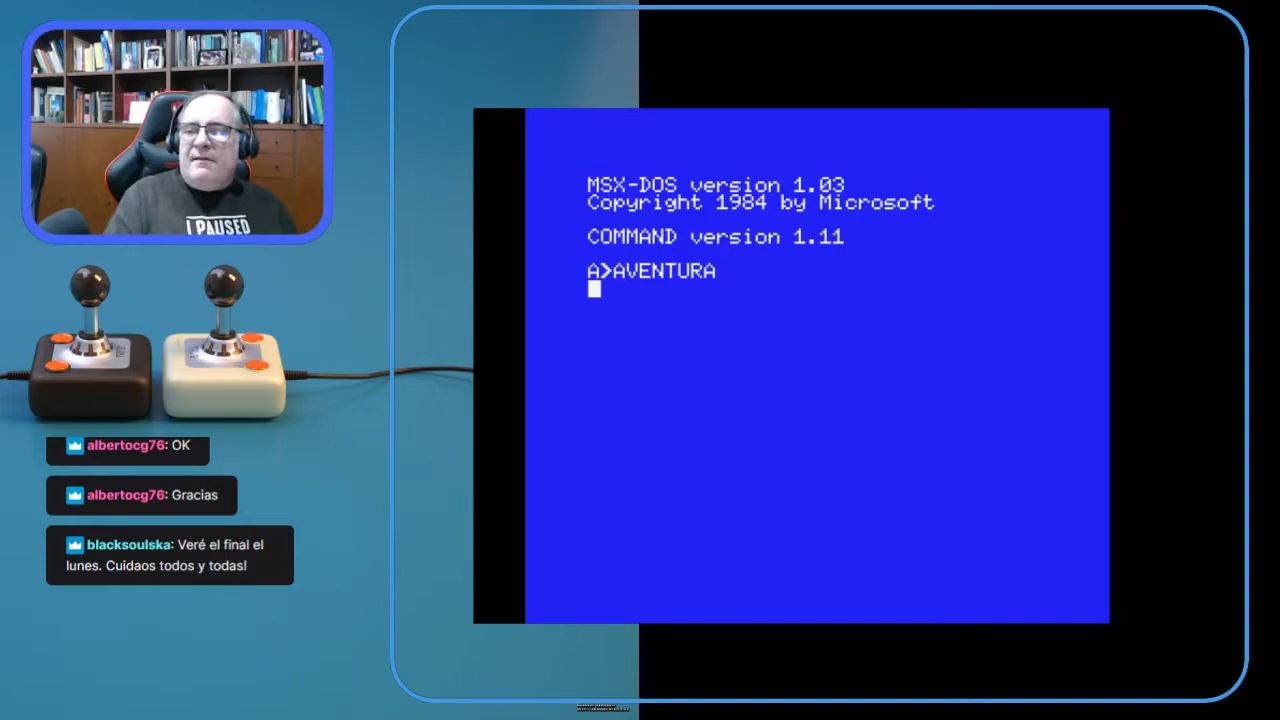 I PAUSED
MSX-DOS version 1.03
Copyright 1984 by Microsoft
COMMAND version 1.11
A>AVENTURA
albertocg76: OK
albertocg76: Gracias
blacksoulska: Veré el final el
lunes. Cuidaos todos y todas!